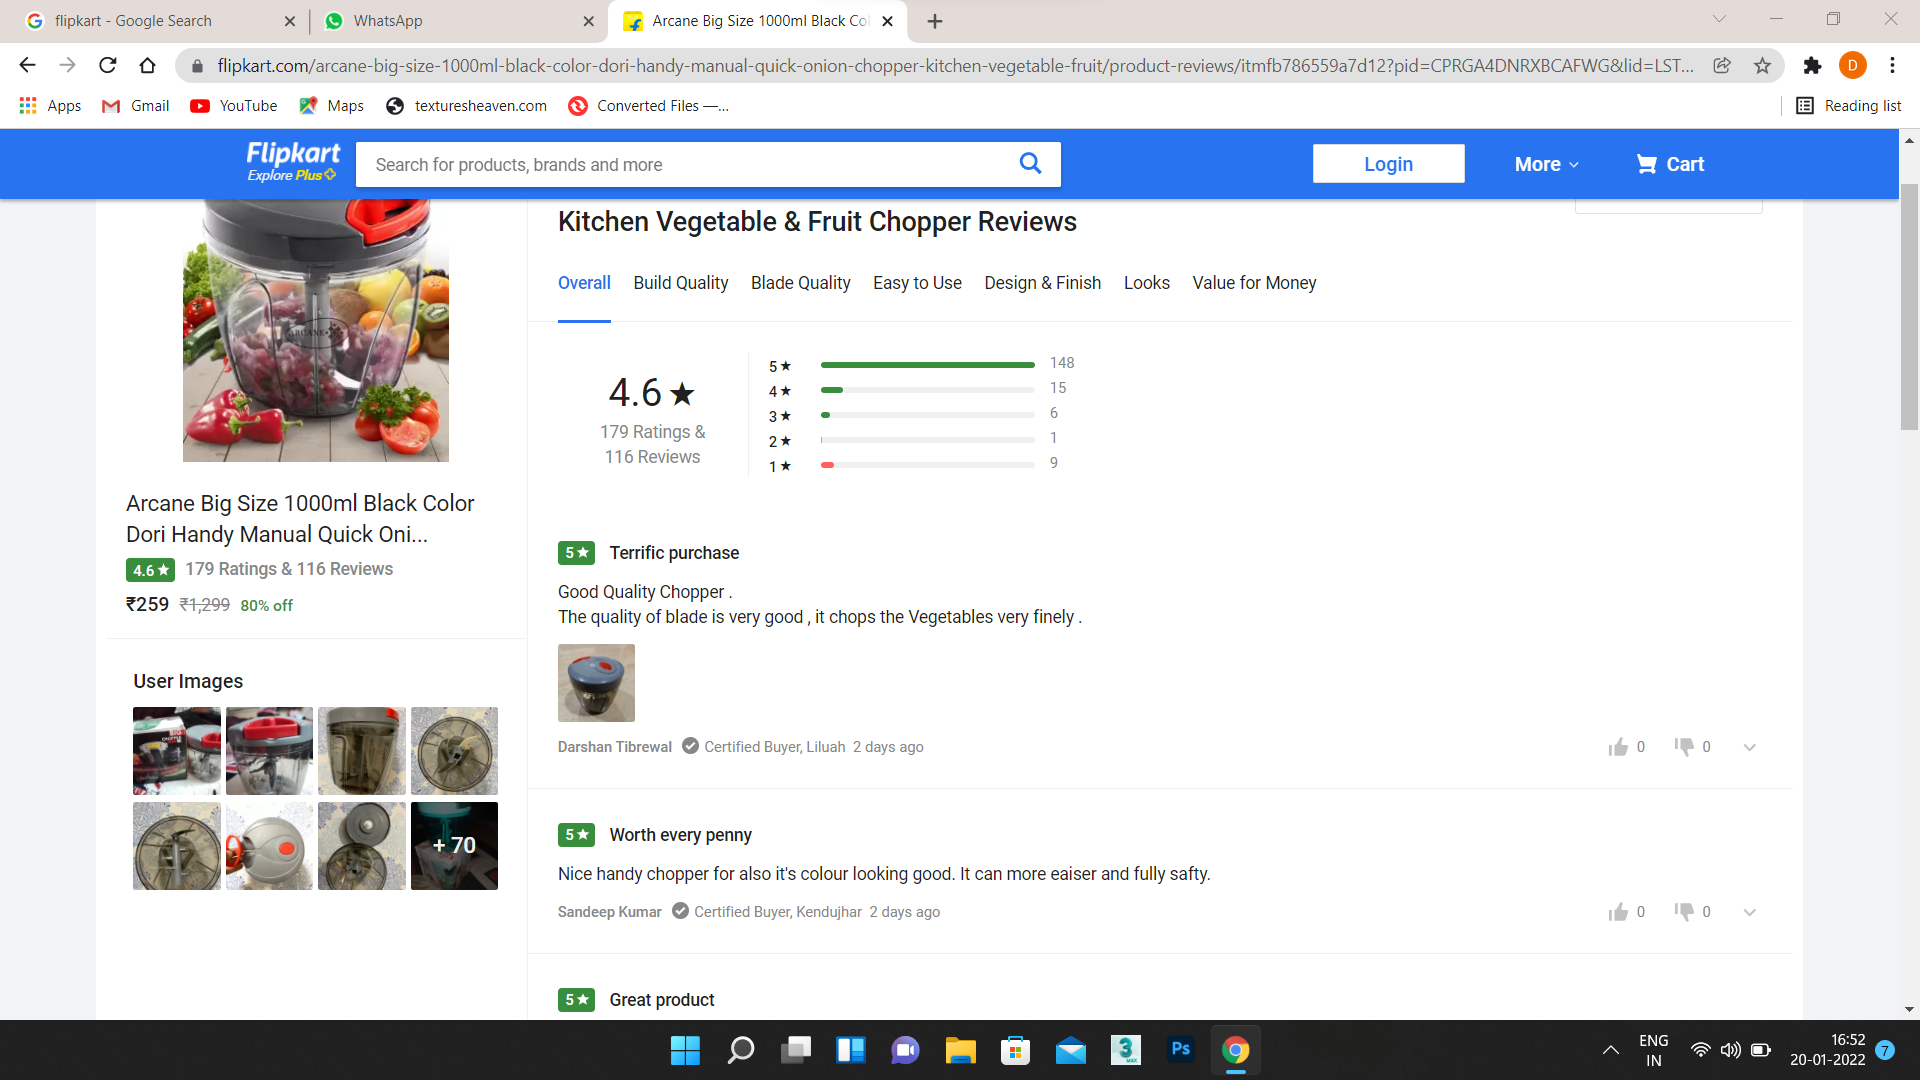 flipkart - Google Search
WhatsApp
Arcane Big Size 1000ml Black Col
flipkart.com/arcane-big-size-1000ml-black-color-dori-handy-manual-quick-onion-chopper-kitchen-vegetable-fruit/product-reviews/itmfb786559a7d12?pid=CPRGA4DNRXBCAFWG&lid=LST...
D
Apps
Gmail
YouTube
Maps
texturesheaven.com
Converted Files —...
Reading list
Flipkart
Explore Plus
Search for products, brands and more
Login
More
Cart
Kitchen Vegetable & Fruit Chopper Reviews
Overall
Build Quality
Blade Quality
Easy to Use
Design & Finish
Looks
Value for Money
4.6★
179 Ratings &
116 Reviews
5★ 148
4★ 15
3★ 6
2★ 1
1★ 9
ARCANE
Arcane Big Size 1000ml Black Color
Dori Handy Manual Quick Oni...
4.6★ 179 Ratings & 116 Reviews
₹259 ₹1,299 80% off
User Images
+ 70
5★ Terrific purchase
Good Quality Chopper .
The quality of blade is very good , it chops the Vegetables very finely .
Darshan Tibrewal Certified Buyer, Liluah 2 days ago
0 0
5★ Worth every penny
Nice handy chopper for also it's colour looking good. It can more eaiser and fully safty.
Sandeep Kumar Certified Buyer, Kendujhar 2 days ago
0 0
5★ Great product
3
MAX
Ps
ENG
IN
16:52
20-01-2022
7